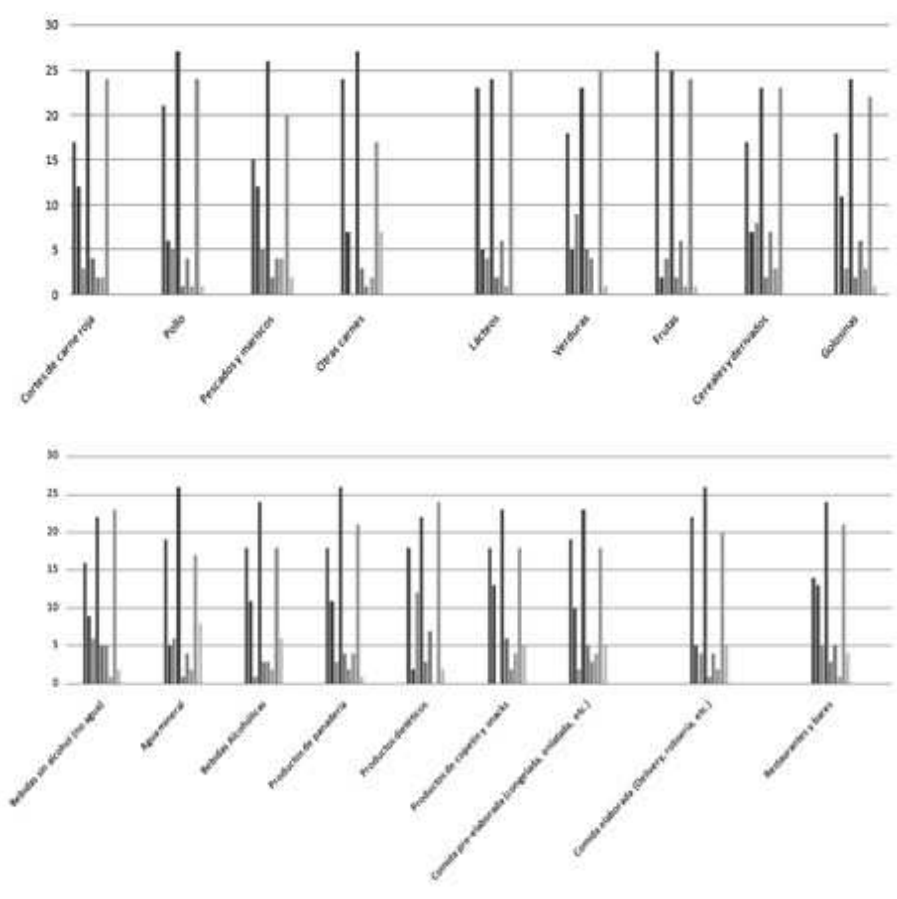 30
25
20
15
10
5
0
Cortes de carne roja
Pollo
Pescados y mariscos
Otras carnes
Lácteos
Verduras
Frutas
Cereales y derivados
Golosinas
30
25
20
15
10
5
0
Bebidas sin alcohol (no agua)
Agua mineral
Bebidas Alcohólicas
Productos de panadería
Productos dietéticos
Productos de copetín y snacks
Comida pre-elaborada (congelada, enlatada, etc.)
Comida elaborada (Delivery, rotisería, etc.)
Restaurantes y bares